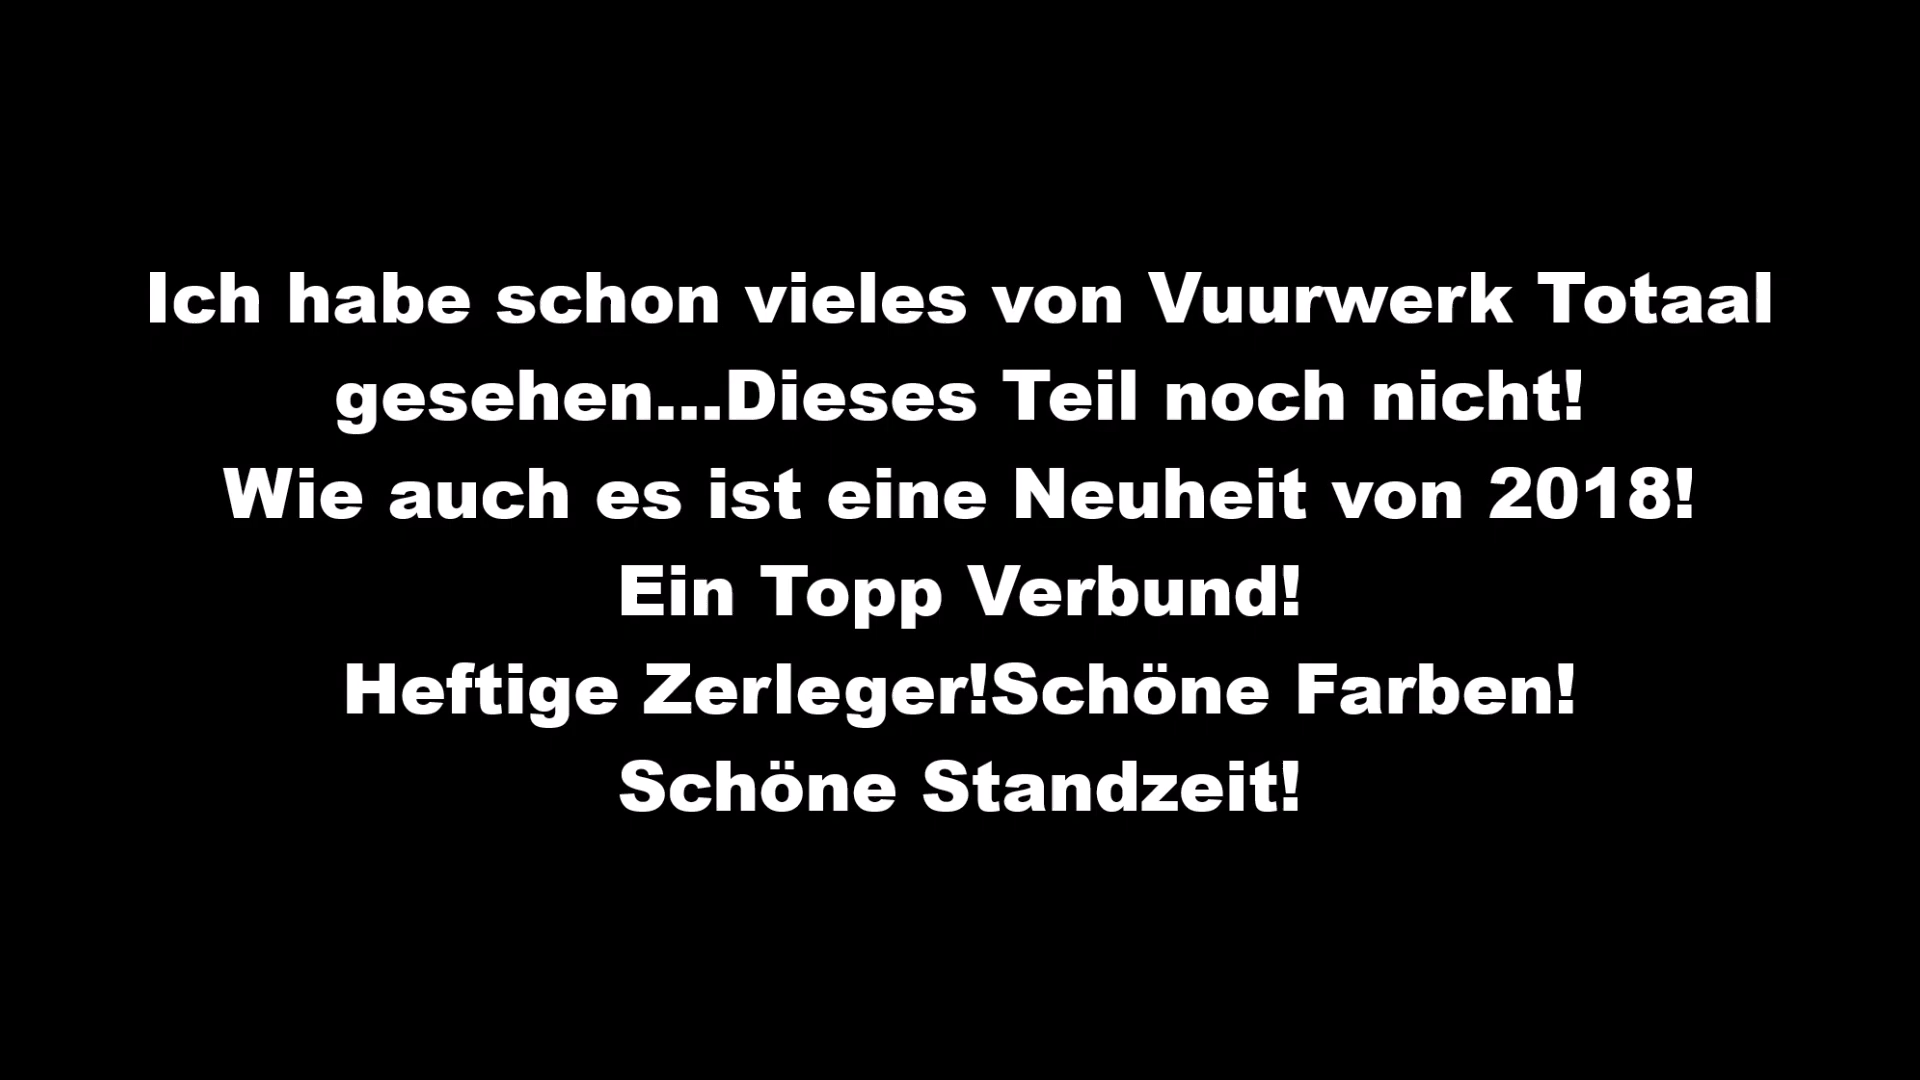 Ich habe schon vieles von Vuurwerk Totaal
gesehen...Dieses Teil noch nicht!
Wie auch es ist eine Neuheit von 2018!
Ein Topp Verbund!
Heftige Zerleger!Schöne Farben!
Schöne Standzeit!